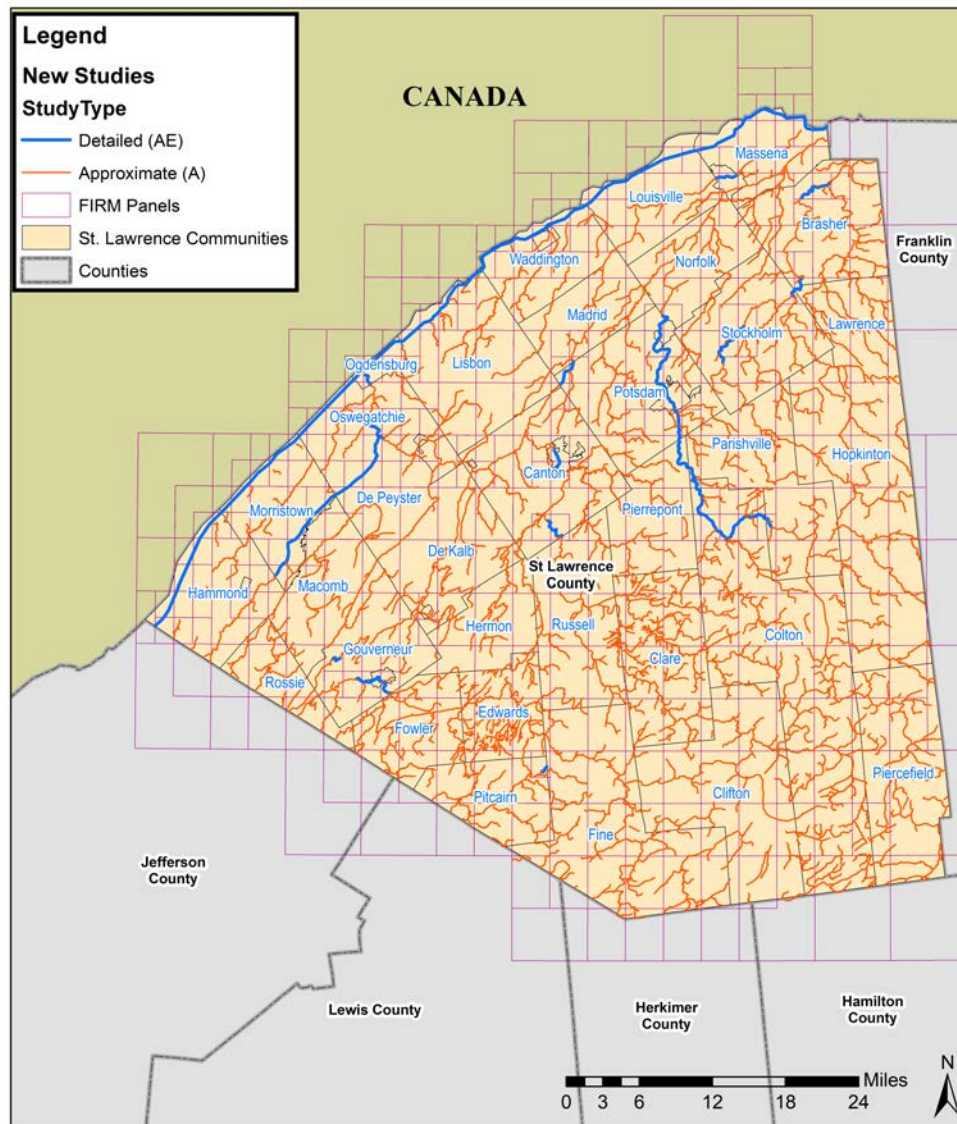 Legend
New Studies
StudyType
Detailed (AE)
Approximate (A)
FIRM Panels
St. Lawrence Communities
Counties
CANADA
Massena
Louisville
Brasher
Franklin
County
Waddington
Norfolk
Madrid
Stockholm
Lawrence
Ogdensburg
Lisbon
Potsdam
Oswegatchie
Parishville
Hopkinton
Canton
De Peyster
Morristown
Pierrepont
De Kalb
St Lawrence
County
Hammond
Macomb
Hermon
Russell
Colton
Gouverneur
Clare
Rossie
Edwards
Fowler
Piercefield
Pitcairn
Clifton
Fine
Jefferson
County
Lewis County
Herkimer
County
Hamilton
County
Miles
0 3 6 12 18 24
N